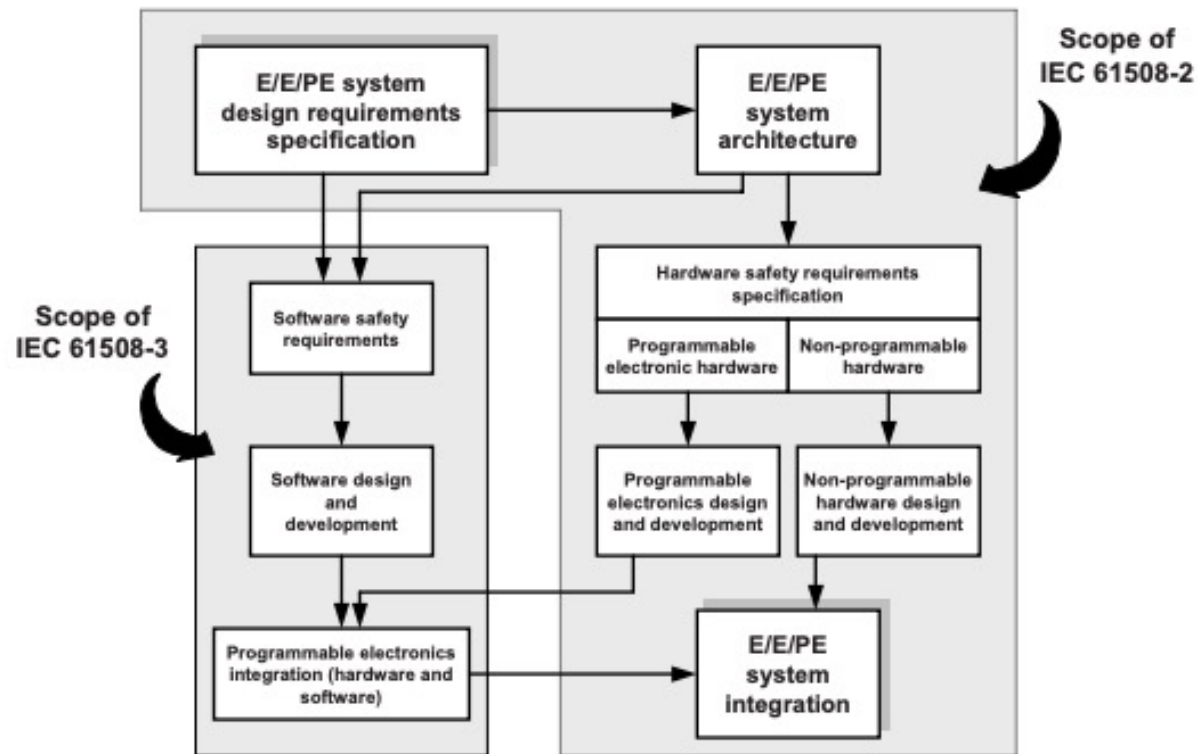 E/E/PE system
design requirements
specification
E/E/PE
system
architecture
Scope of
IEC 61508-2
Scope of
IEC 61508-3
Software safety
requirements
Hardware safety requirements
specification
Programmable
electronic hardware
Non-programmable
hardware
Software design
and
development
Programmable
electronics design
and development
Non-programmable
hardware design
and development
Programmable electronics
integration (hardware and
software)
E/E/PE
system
integration